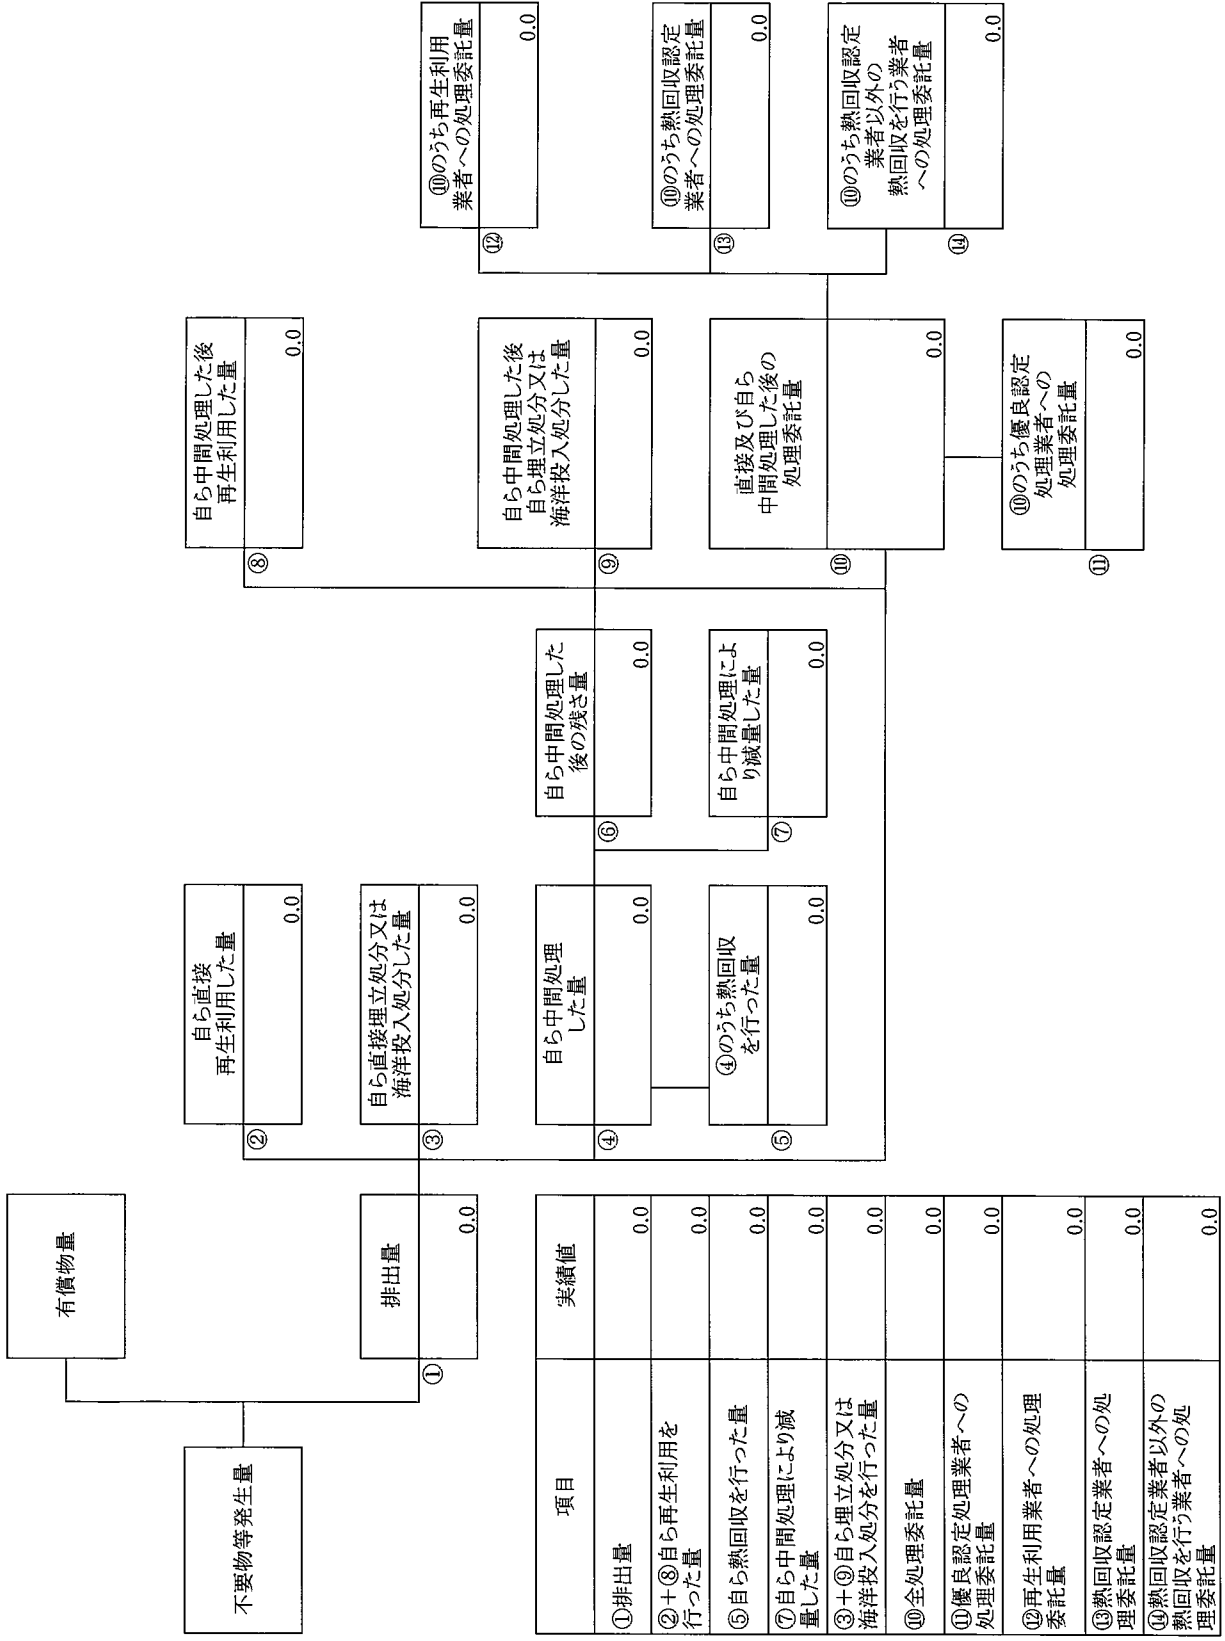 不要物等発生量
有償物量
排出量
①
0.0
自ら直接
再生利用した量
②
0.0
自ら直接埋立処分又は
海洋投入処分した量
③
0.0
自ら中間処理
した量
④
0.0
④のうち熱回収
を行った量
⑤
0.0
自ら中間処理した
後の残さ量
⑥
0.0
自ら中間処理によ
り減量した量
⑦
0.0
自ら中間処理した後
再生利用した量
⑧
0.0
自ら中間処理した後
自ら埋立処分又は
海洋投入処分した量
⑨
0.0
直接及び自ら
中間処理した後の
処理委託量
⑩
0.0
⑩のうち優良認定
処理業者への
処理委託量
⑪
0.0
⑩のうち再生利用
業者への処理委託量
⑫
0.0
⑩のうち熱回収認定
業者への処理委託量
⑬
0.0
⑩のうち熱回収認定
業者以外の
熱回収を行う業者
への処理委託量
⑭
0.0
項目 実績値
①排出量 0.0
②+⑧自ら再生利用を
行った量 0.0
⑤自ら熱回収を行った量 0.0
⑦自ら中間処理により減
量した量 0.0
③+⑨自ら埋立処分又は
海洋投入処分を行った量 0.0
⑩全処理委託量 0.0
⑪優良認定処理業者への
処理委託量 0.0
⑫再生利用業者への処理
委託量 0.0
⑬熱回収認定業者への処
理委託量 0.0
⑭熱回収認定業者以外の
熱回収を行う業者への処
理委託量 0.0